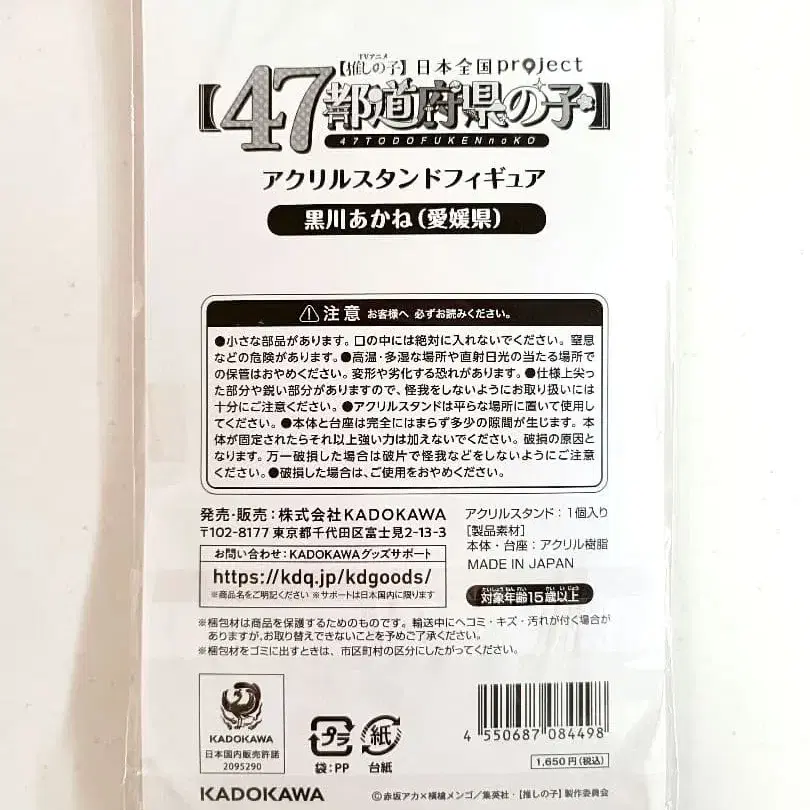 TVアニメ
【推しの子】日本全国project
【47都道府県の子】
47TODOFUKENnoKO
アクリルスタンドフィギュア
黒川あかね（愛媛県）
注意 お客様へ 必ずお読みください。
●小さな部品があります。口の中には絶対に入れないでください。窒息
などの危険があります。●高温・多湿な場所や直射日光の当たる場所で
の保管はおやめください。変形や劣化する恐れがあります。●仕様上尖っ
た部分や鋭い部分がありますので、怪我をしないようにお取り扱いには
十分にご注意ください。●アクリルスタンドは平らな場所に置いて使用し
てください。●本体と台座は完全にはまらず多少の隙間が生じます。本
体が固定されたらそれ以上強い力は加えないでください。破損の原因と
なります。万一破損した場合は破片で怪我などをしないようにご注意
ください。●破損した場合は、ご使用をおやめください。
発売・販売：株式会社KADOKAWA
〒102-8177 東京都千代田区富士見2-13-3
お問い合わせ：KADOKAWAグッズサポート
https://kdq.jp/kdgoods/
※商品名をご明記ください ※サポートは日本国内に限ります
アクリルスタンド：1個入り
[製品素材]
本体・台座：アクリル樹脂
MADE IN JAPAN
たいしょうねんれい さいいじょう
対象年齢15歳以上
※梱包材は商品を保護するためのものです。輸送中にヘコミ・キズ・汚れが付く場合が
ありますが、お取り替えできないことを予めご了承ください。
※梱包材をゴミに出すときは、市区町村の区分にしたがってください。
KADOKAWA
日本国内販売許諾
2095290
プラ
袋：PP
紙
台紙
4 550687 084498
1,650円（税込）
KADOKAWA
©赤坂アカ×横槍メンゴ／集英社・【推しの子】製作委員会